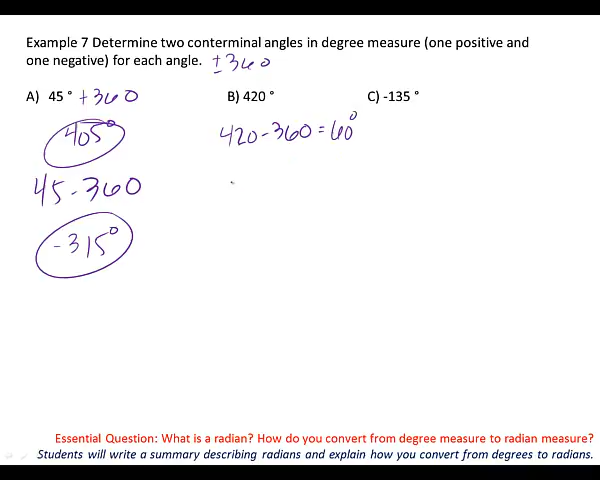 Example 7 Determine two conterminal angles in degree measure (one positive and
one negative) for each angle. ± 360
A) 45 ° + 360
B) 420 °
C) -135 °
405°
420 - 360 = 60°
45 - 360
-315°
Essential Question: What is a radian? How do you convert from degree measure to radian measure?
Students will write a summary describing radians and explain how you convert from degrees to radians.